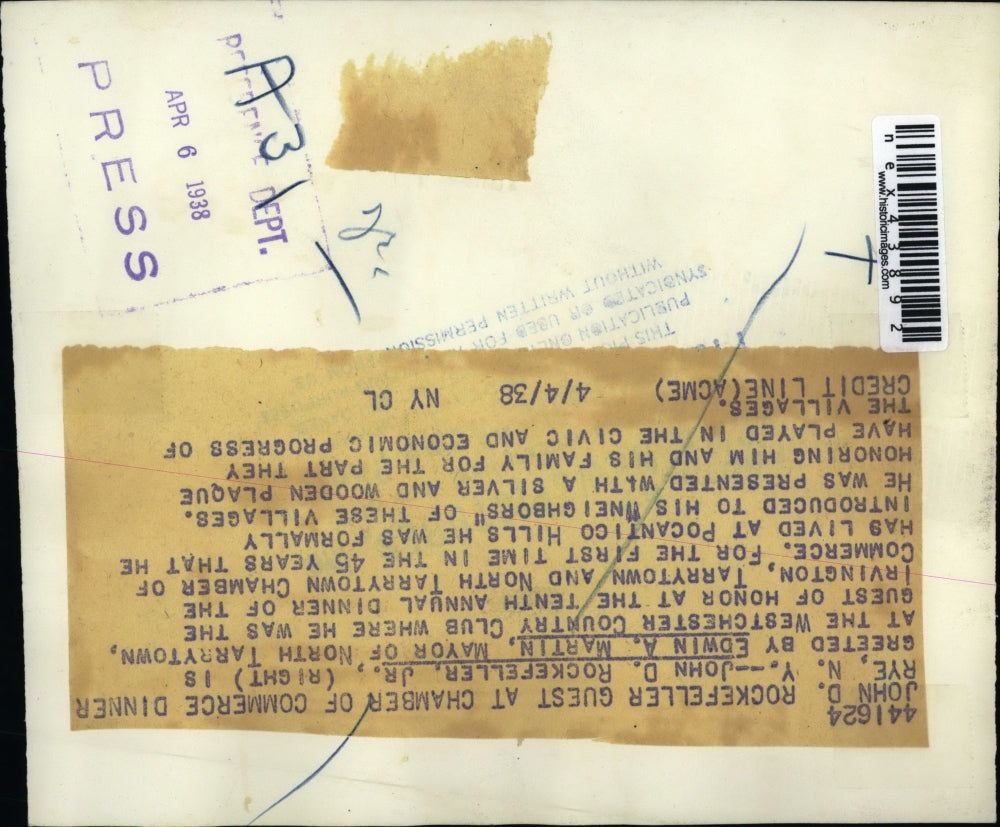 441624
JOHN D. ROCKEFELLER GUEST AT CHAMBER OF COMMERCE DINNER
RYE, N. Y.--JOHN D. ROCKEFELLER, JR., (RIGHT) IS
GREETED BY EDWIN A. MARTIN, MAYOR OF NORTH TARRYTOWN,
AT THE WESTCHESTER COUNTRY CLUB WHERE HE WAS THE
GUEST OF HONOR AT THE TENTH ANNUAL DINNER OF THE
IRVINGTON, TARRYTOWN AND NORTH TARRYTOWN CHAMBER OF
COMMERCE. FOR THE FIRST TIME IN THE 45 YEARS THAT HE
HAS LIVED AT POCANTICO HILLS HE WAS FORMALLY
INTRODUCED TO HIS "NEIGHBORS" OF THESE VILLAGES.
HE WAS PRESENTED WITH A SILVER AND WOODEN PLAQUE
HONORING HIM AND HIS FAMILY FOR THE PART THEY
HAVE PLAYED IN THE CIVIC AND ECONOMIC PROGRESS OF
THE VILLAGES.
CREDIT LINE(ACME) 4/4/38 NY CL
THIS
PUBLICATION ONLY
SYNDICATED OR USED FOR
WITHOUT WRITTEN PERMISSION
DEPT.
APR 6 1938
PRESS
A3
nex43892
www.historicimages.com